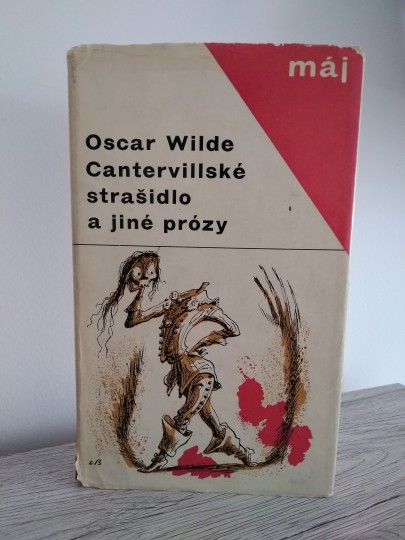 máj
Oscar Wilde
Cantervillské
strašidlo
a jiné prózy